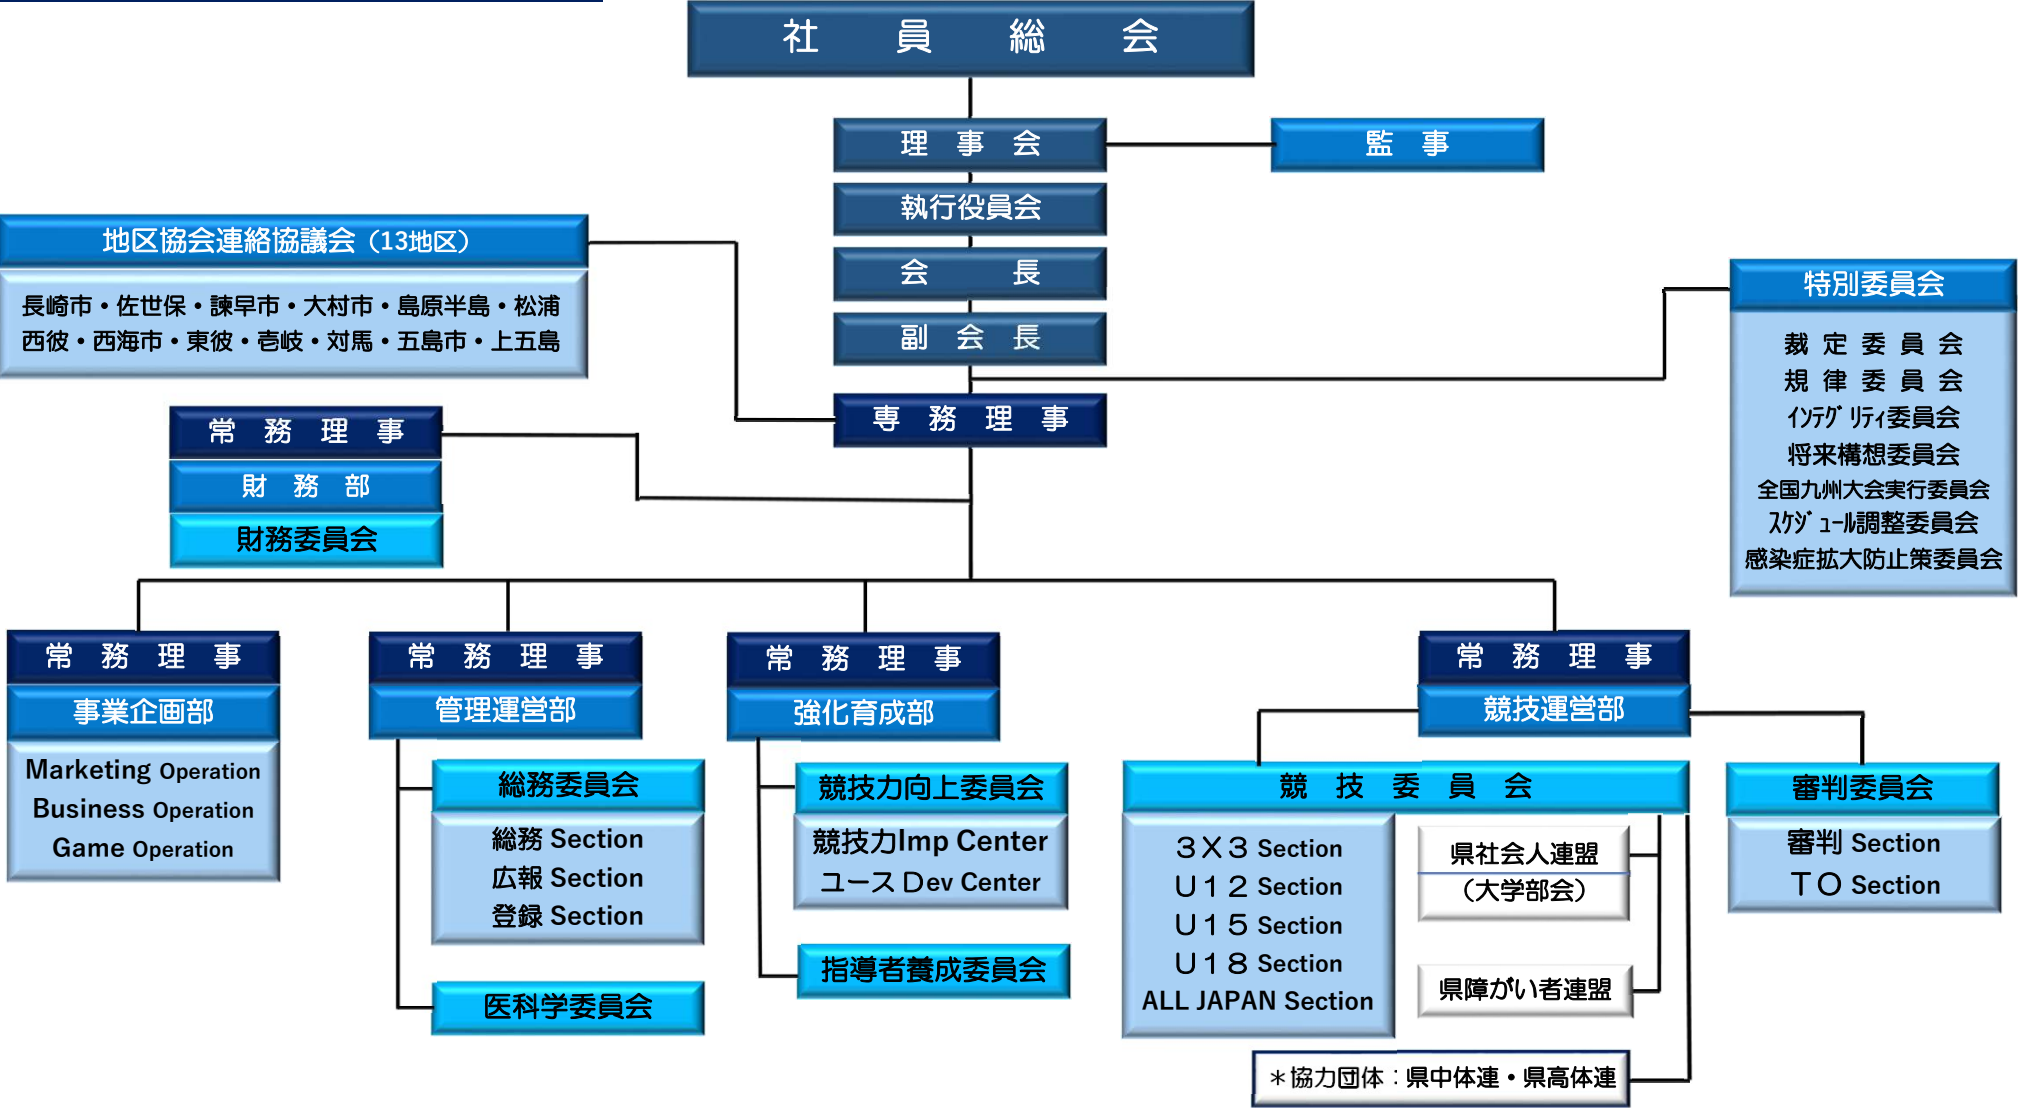 社員総会
理事会
監事
執行役員会
会長
副会長
専務理事
地区協会連絡協議会（13地区）
長崎市・佐世保・諫早市・大村市・島原半島・松浦
西彼・西海市・東彼・壱岐・対馬・五島市・上五島
特別委員会
裁定委員会
規律委員会
ｲﾝﾃｸﾞﾘﾃｨ委員会
将来構想委員会
全国九州大会実行委員会
ｽｹｼﾞｭｰﾙ調整委員会
感染症拡大防止策委員会
常務理事
財務部
財務委員会
常務理事
事業企画部
Marketing Operation
Business Operation
Game Operation
常務理事
管理運営部
総務委員会
総務 Section
広報 Section
登録 Section
医科学委員会
常務理事
強化育成部
競技力向上委員会
競技力Imp Center
ユースＤev Center
指導者養成委員会
常務理事
競技運営部
競技委員会
３Ｘ３ Section
Ｕ１２ Section
Ｕ１５ Section
Ｕ１８ Section
ALL JAPAN Section
県社会人連盟
（大学部会）
県障がい者連盟
＊協力団体：県中体連・県高体連
審判委員会
審判 Section
ＴＯ Section